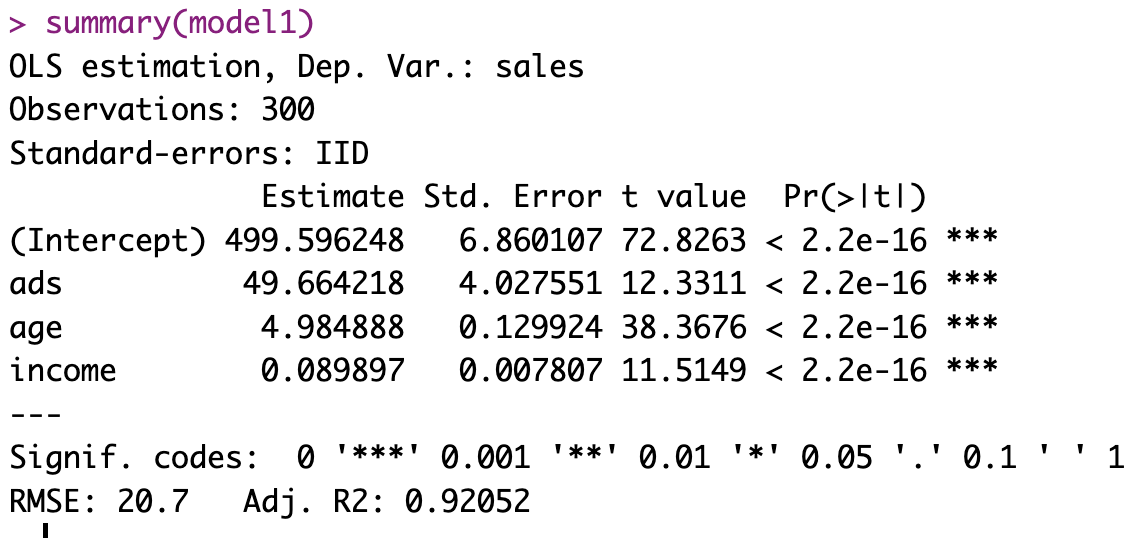 > summary(model1)
OLS estimation, Dep. Var.: sales
Observations: 300
Standard-errors: IID
              Estimate Std. Error t value  Pr(>|t|)
(Intercept) 499.596248   6.860107 72.8263 < 2.2e-16 ***
ads          49.664218   4.027551 12.3311 < 2.2e-16 ***
age           4.984888   0.129924 38.3676 < 2.2e-16 ***
income        0.089897   0.007807 11.5149 < 2.2e-16 ***
---
Signif. codes:  0 '***' 0.001 '**' 0.01 '*' 0.05 '.' 0.1 ' ' 1
RMSE: 20.7   Adj. R2: 0.92052